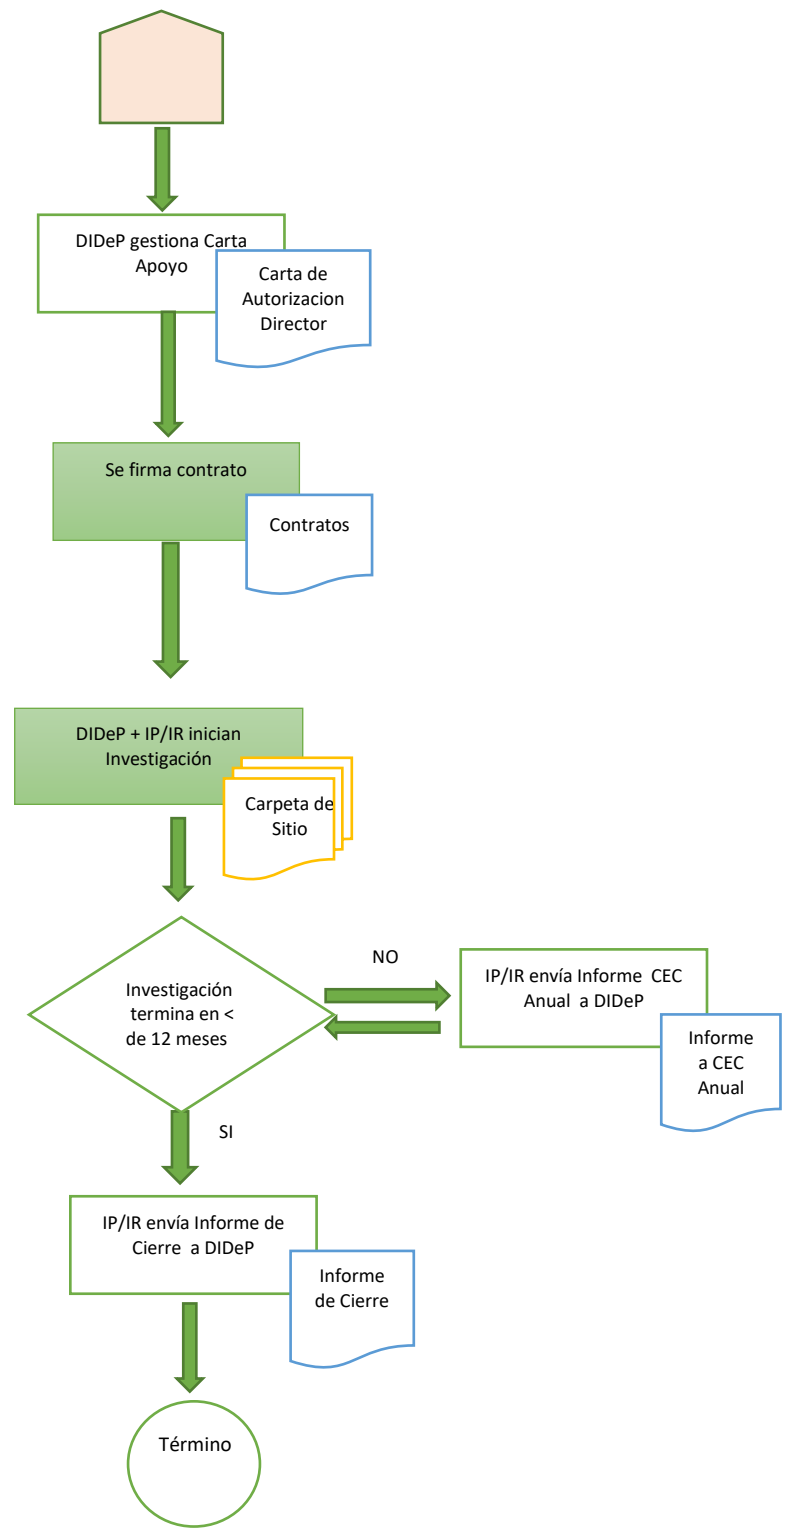 DIDeP gestiona Carta
Apoyo
Carta de
Autorizacion
Director
Se firma contrato
Contratos
DIDeP + IP/IR inician
Investigación
Carpeta de
Sitio
Investigación
termina en <
de 12 meses
NO
IP/IR envía Informe CEC
Anual a DIDeP
Informe
a CEC
Anual
SI
IP/IR envía Informe de
Cierre a DIDeP
Informe
de Cierre
Término